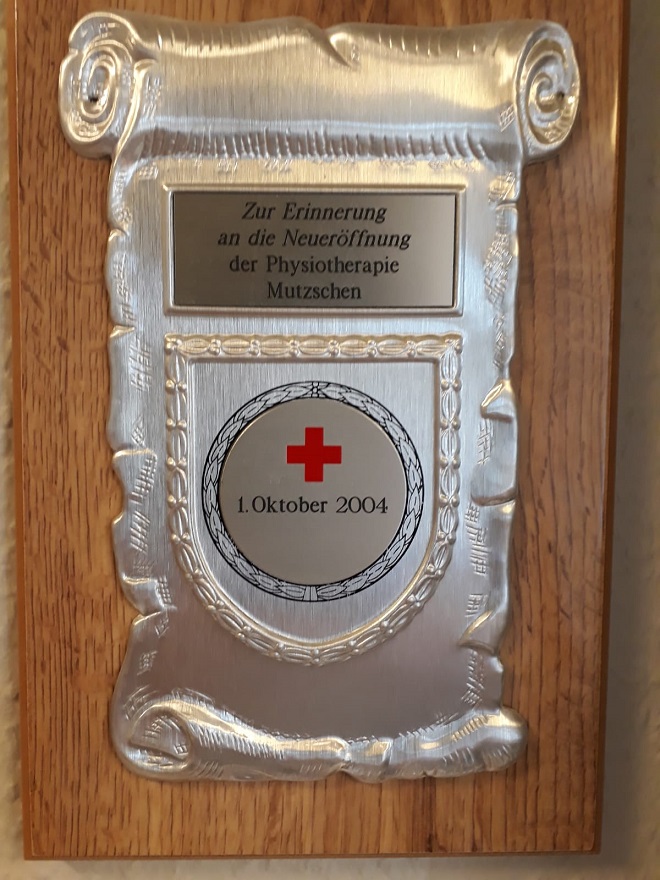 Zur Erinnerung
an die Neueröffnung
der Physiotherapie
Mutzschen
1. Oktober 2004